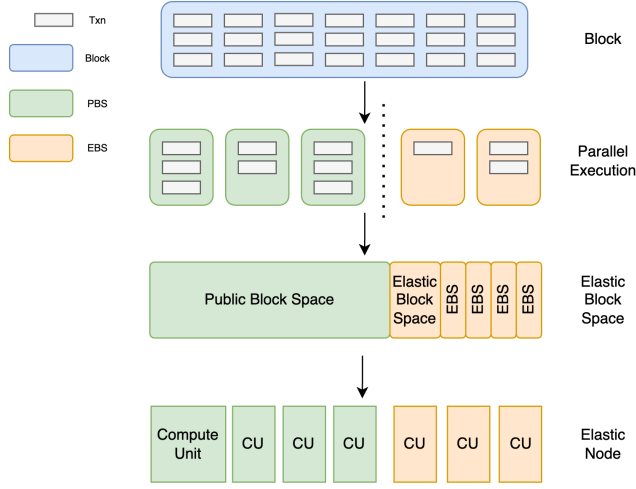 Txn
Block
PBS
EBS
Block
Parallel
Execution
Public Block Space
Elastic
Block
Space
EBS
EBS
EBS
EBS
Elastic
Block
Space
Compute
Unit
CU
CU
CU
CU
CU
CU
Elastic
Node